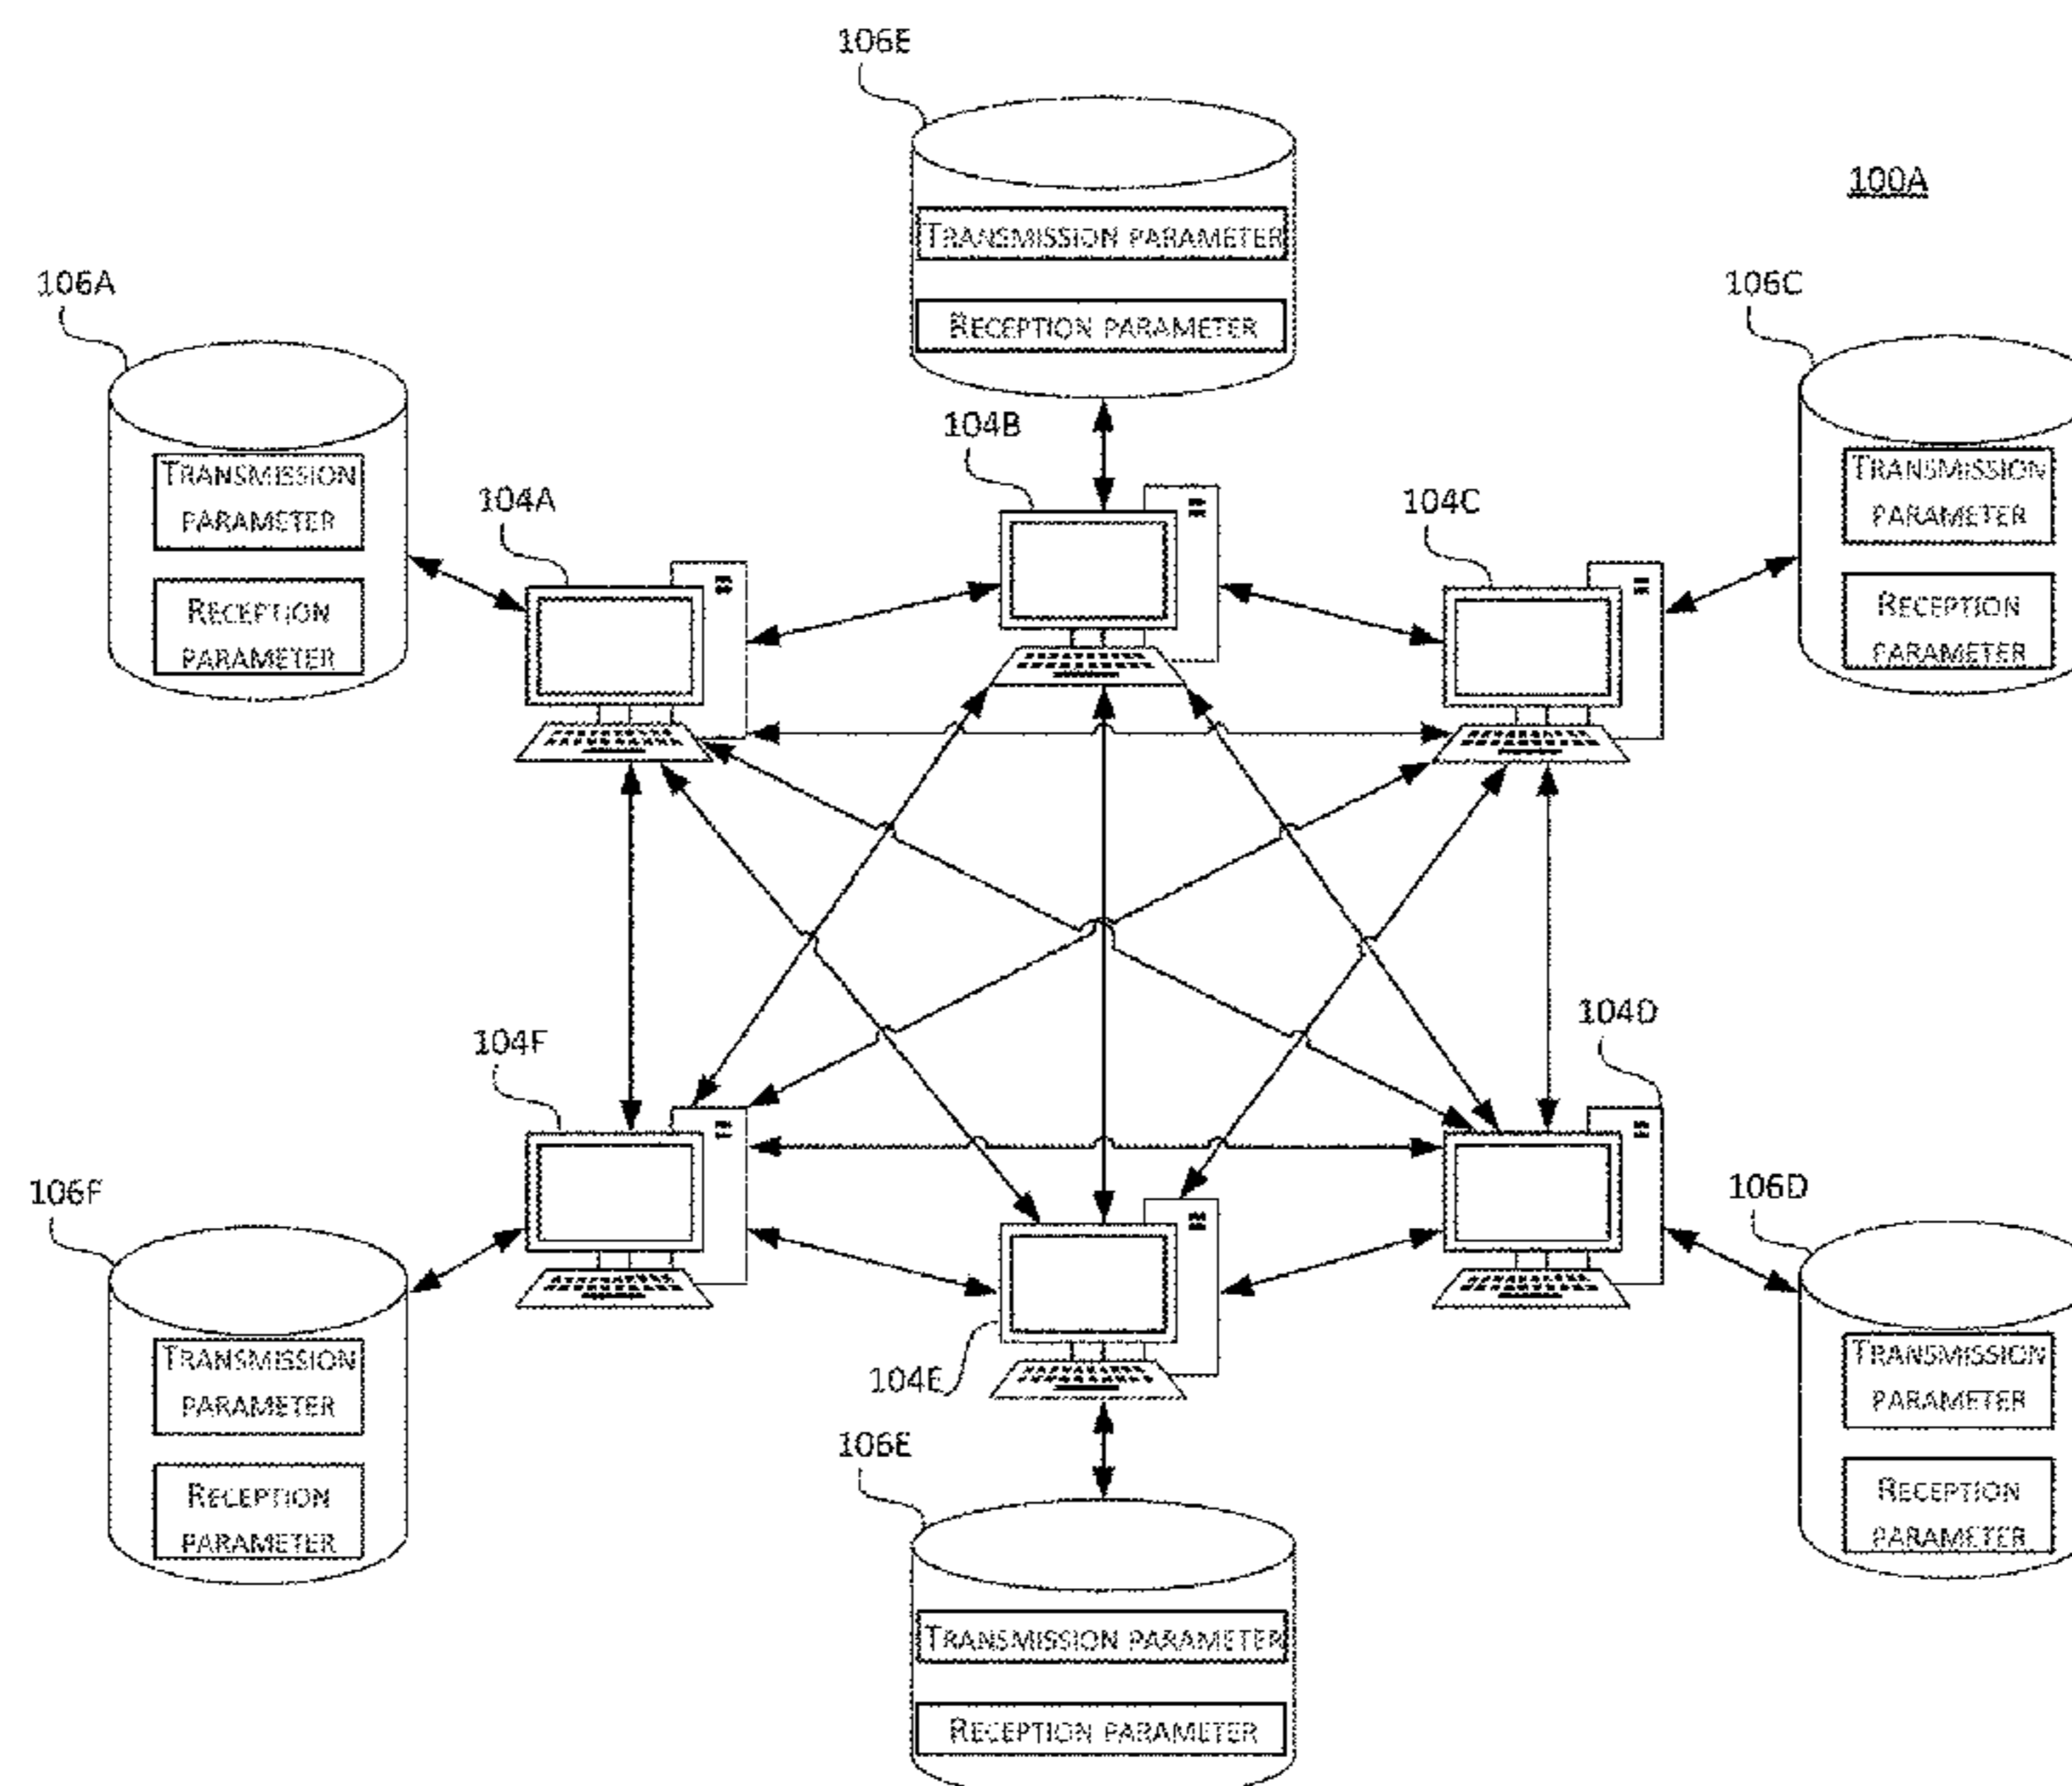 106E
100A
TRANSMISSION PARAMETER
106A
106C
RECEPTION PARAMETER
104B
TRANSMISSION
PARAMETER
104A
104C
TRANSMISSION
PARAMETER
RECEPTION
PARAMETER
RECEPTION
PARAMETER
104D
104F
106F
106D
TRANSMISSION
PARAMETER
104E
TRANSMISSION
PARAMETER
106E
RECEPTION
PARAMETER
RECEPTION
PARAMETER
TRANSMISSION PARAMETER
RECEPTION PARAMETER